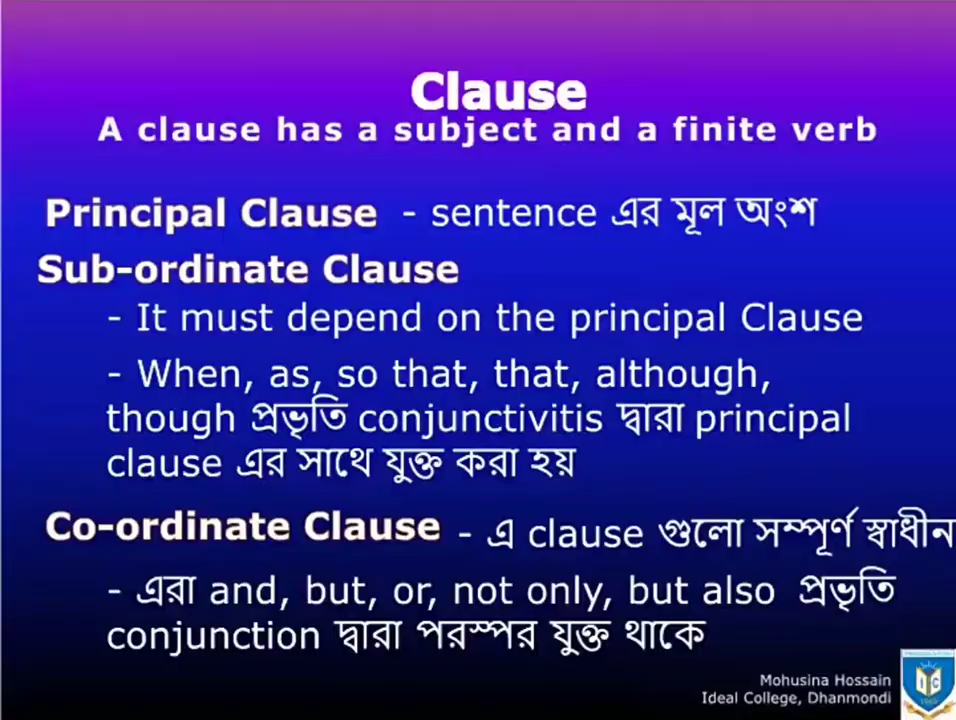 Clause
A clause has a subject and a finite verb
Principal Clause - sentence এর মূল অংশ
Sub-ordinate Clause
- It must depend on the principal Clause
- When, as, so that, that, although,
though প্রভৃতি conjunctivitis দ্বারা principal
clause এর সাথে যুক্ত করা হয়
Co-ordinate Clause - এ clause গুলো সম্পূর্ণ স্বাধীন
- এরা and, but, or, not only, but also প্রভৃতি
conjunction দ্বারা পরস্পর যুক্ত থাকে
Mohusina Hossain
Ideal College, Dhanmondi